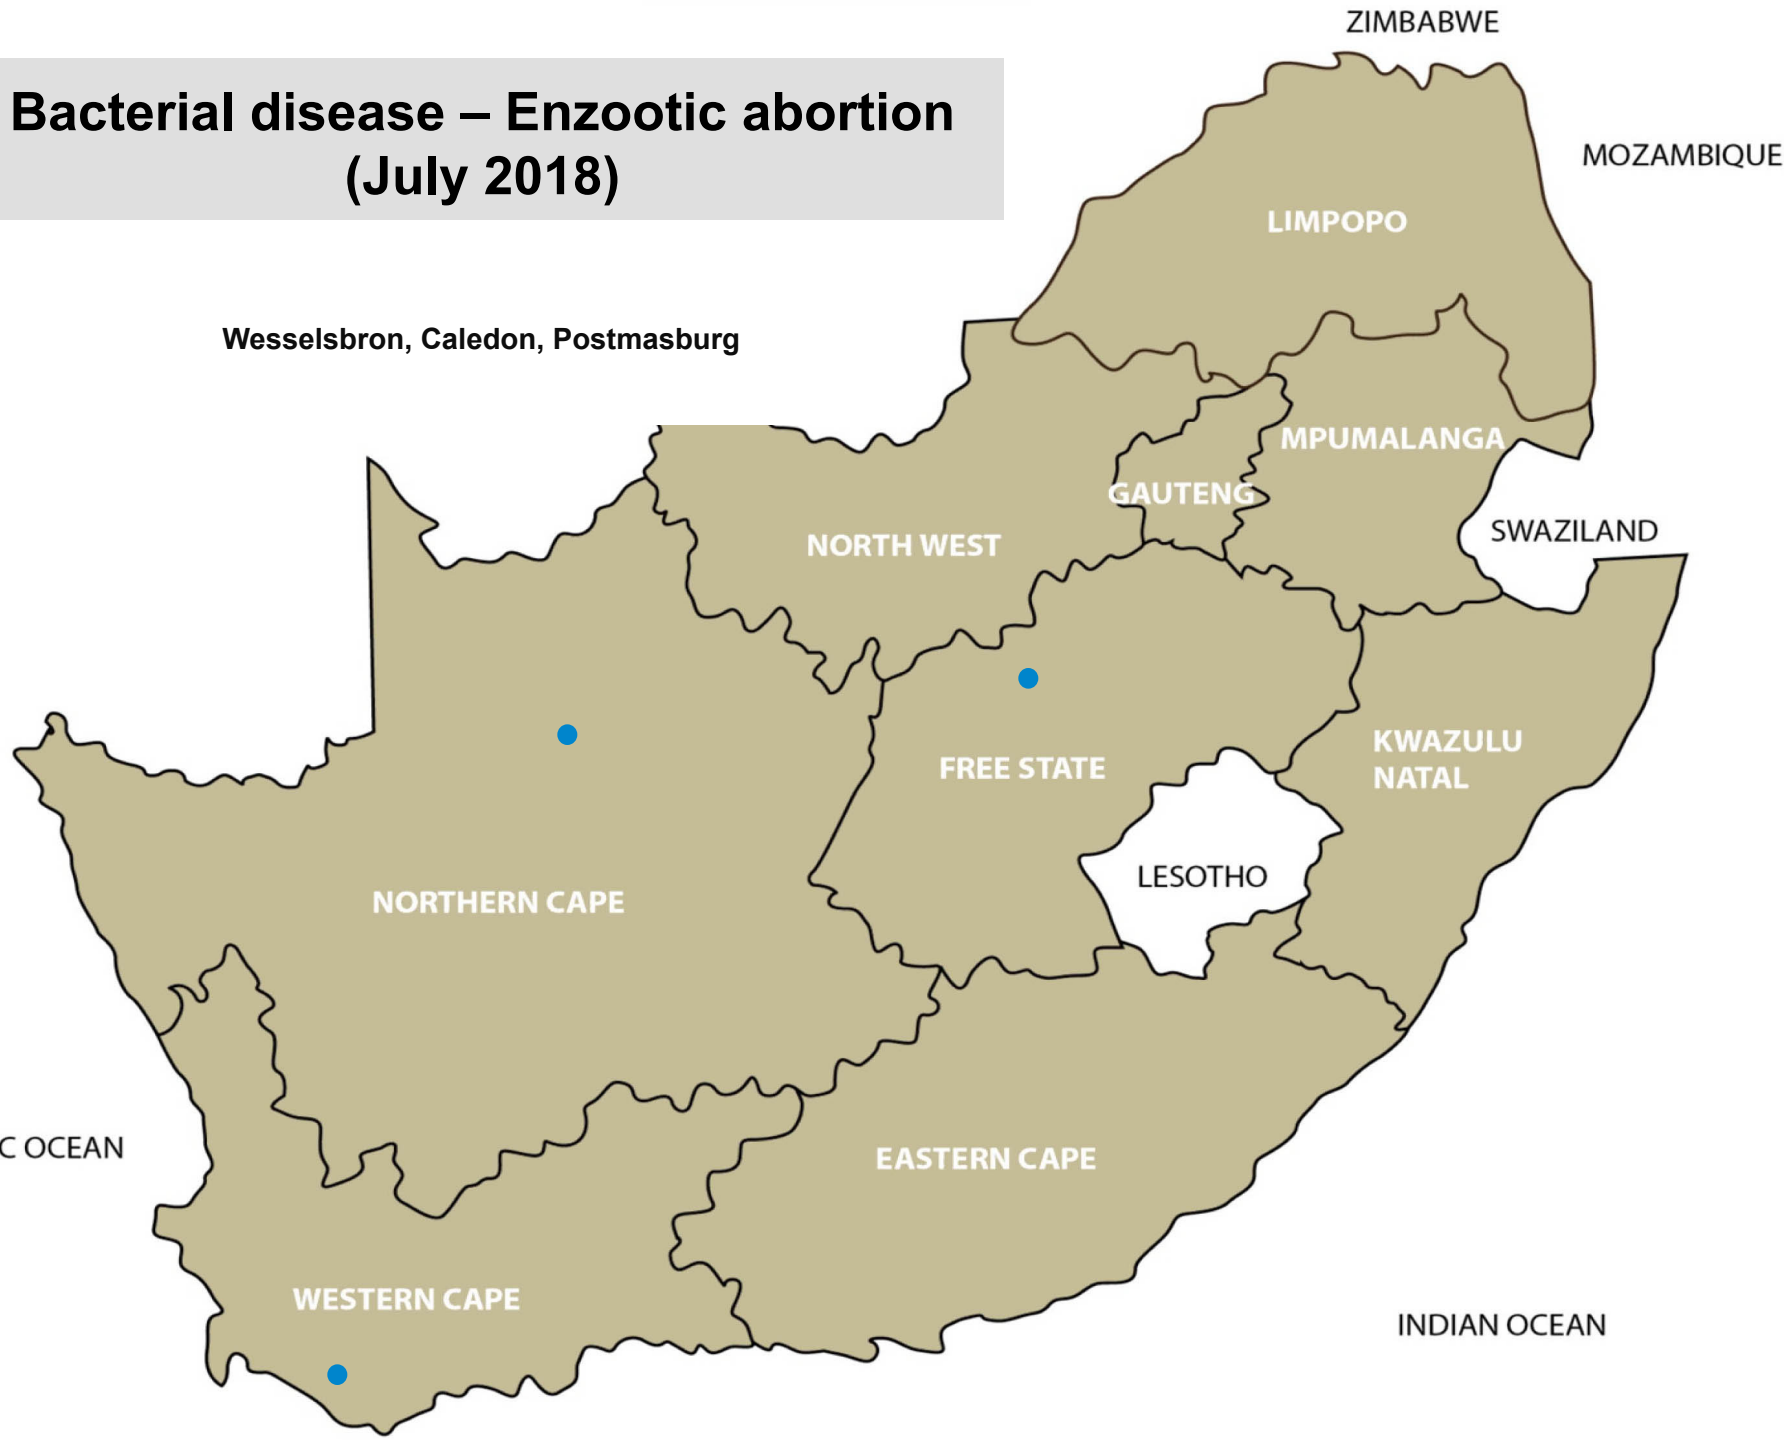 ZIMBABWE
Bacterial disease – Enzootic abortion
(July 2018)
MOZAMBIQUE
LIMPOPO
Wesselsbron, Caledon, Postmasburg
MPUMALANGA
GAUTENG
SWAZILAND
NORTH WEST
KWAZULU
NATAL
FREE STATE
LESOTHO
NORTHERN CAPE
C OCEAN
EASTERN CAPE
WESTERN CAPE
INDIAN OCEAN